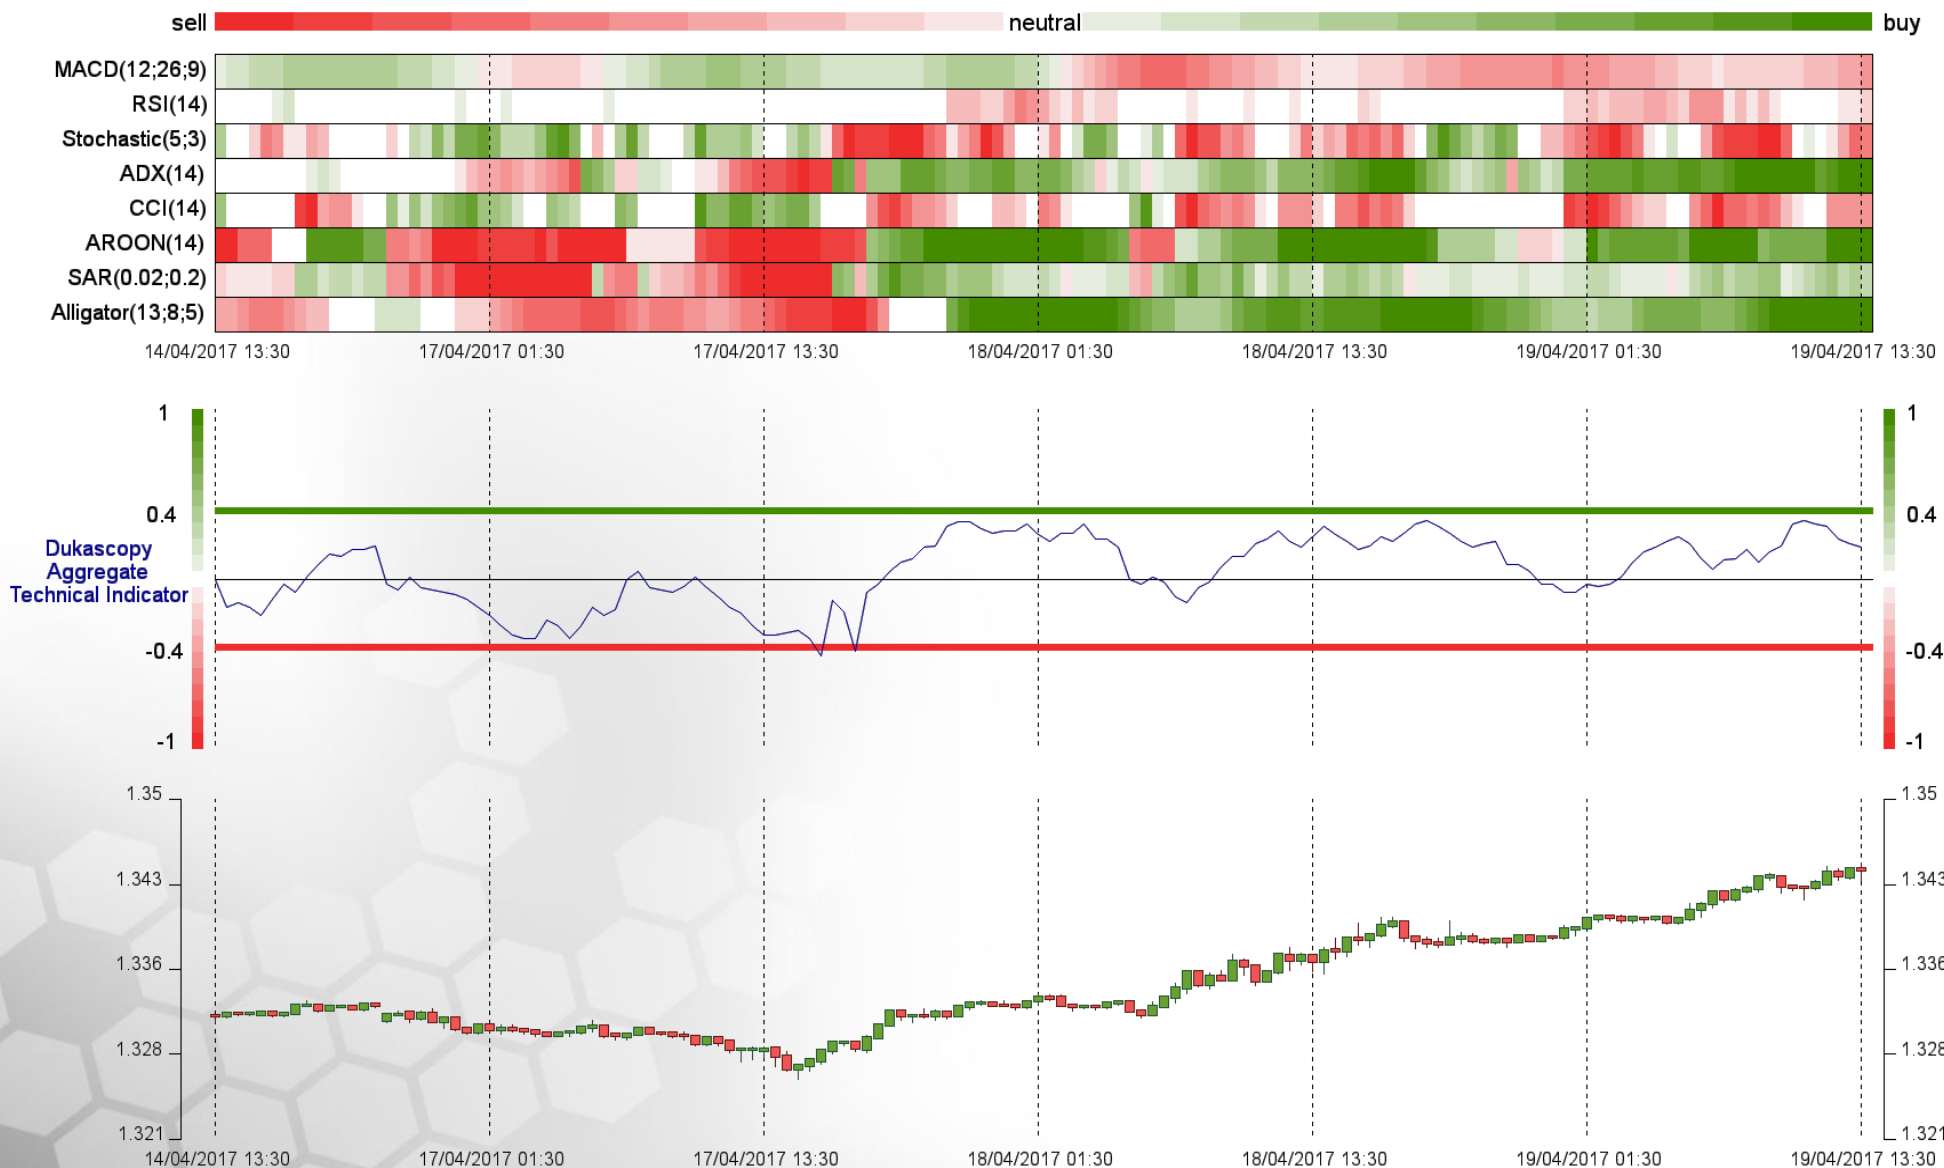 sell neutral buy
MACD(12;26;9)
RSI(14)
Stochastic(5;3)
ADX(14)
CCI(14)
AROON(14)
SAR(0.02;0.2)
Alligator(13;8;5)
14/04/2017 13:30 17/04/2017 01:30 17/04/2017 13:30 18/04/2017 01:30 18/04/2017 13:30 19/04/2017 01:30 19/04/2017 13:30
1 1
0.4 0.4
Dukascopy
Aggregate
Technical Indicator
-0.4 -0.4
-1 -1
1.35 1.35
1.343 1.343
1.336 1.336
1.328 1.328
1.321 1.321
14/04/2017 13:30 17/04/2017 01:30 17/04/2017 13:30 18/04/2017 01:30 18/04/2017 13:30 19/04/2017 01:30 19/04/2017 13:30